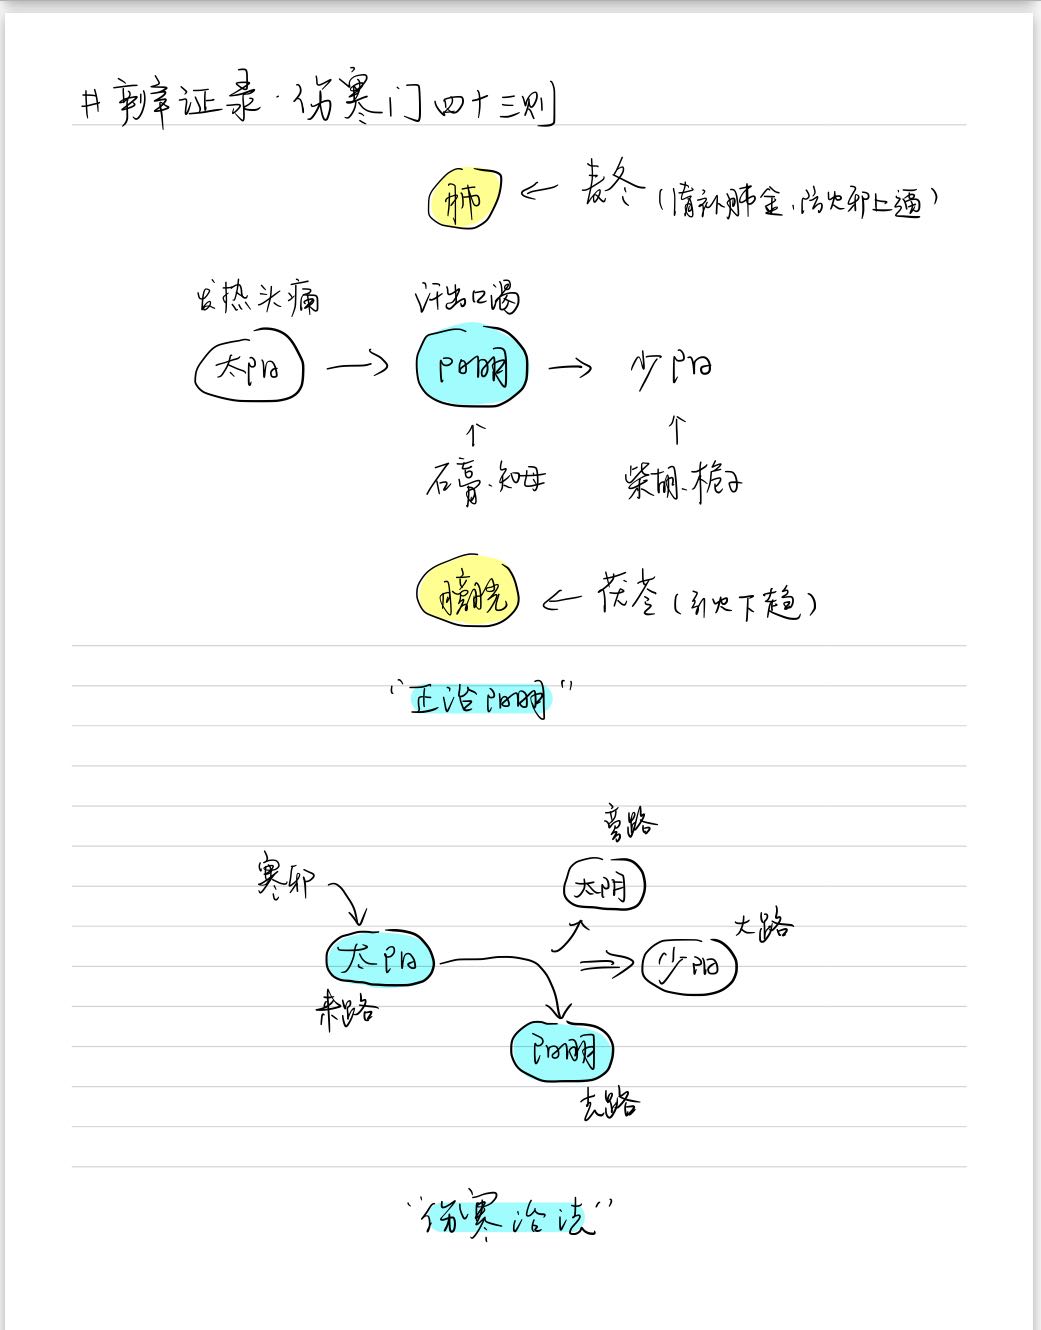 # 辨证录·伤寒门四十三则
肺 ← 麦冬(清补肺金、防火邪上逼)
发热头痛 汗出口渴
太阳 → 阳明 → 少阳
↑ ↑
石膏、知母 柴胡、栀子
膀胱 ← 茯苓(引火下趋)
"正治阳明"
旁路
寒邪 太阴
大路
太阳 ⇒ 少阳
来路
阳明
去路
"伤寒治法"